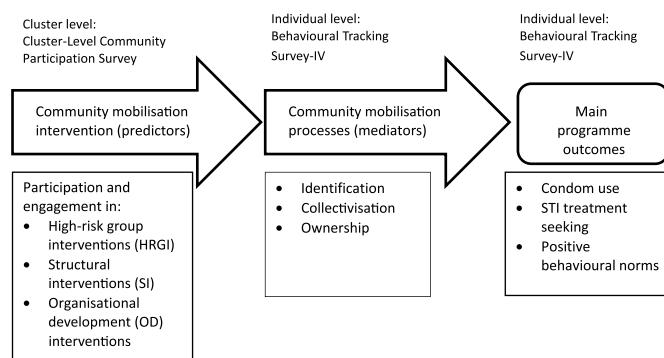 Cluster level:
Cluster-Level Community
Participation Survey
Individual level:
Behavioural Tracking
Survey-IV
Individual level:
Behavioural Tracking
Survey-IV
Community mobilisation
intervention (predictors)
Community mobilisation
processes (mediators)
Main
programme
outcomes
Participation and
engagement in:
• High-risk group
interventions (HRGI)
• Structural
interventions (SI)
• Organisational
development (OD)
interventions
• Identification
• Collectivisation
• Ownership
• Condom use
• STI treatment
seeking
• Positive
behavioural norms